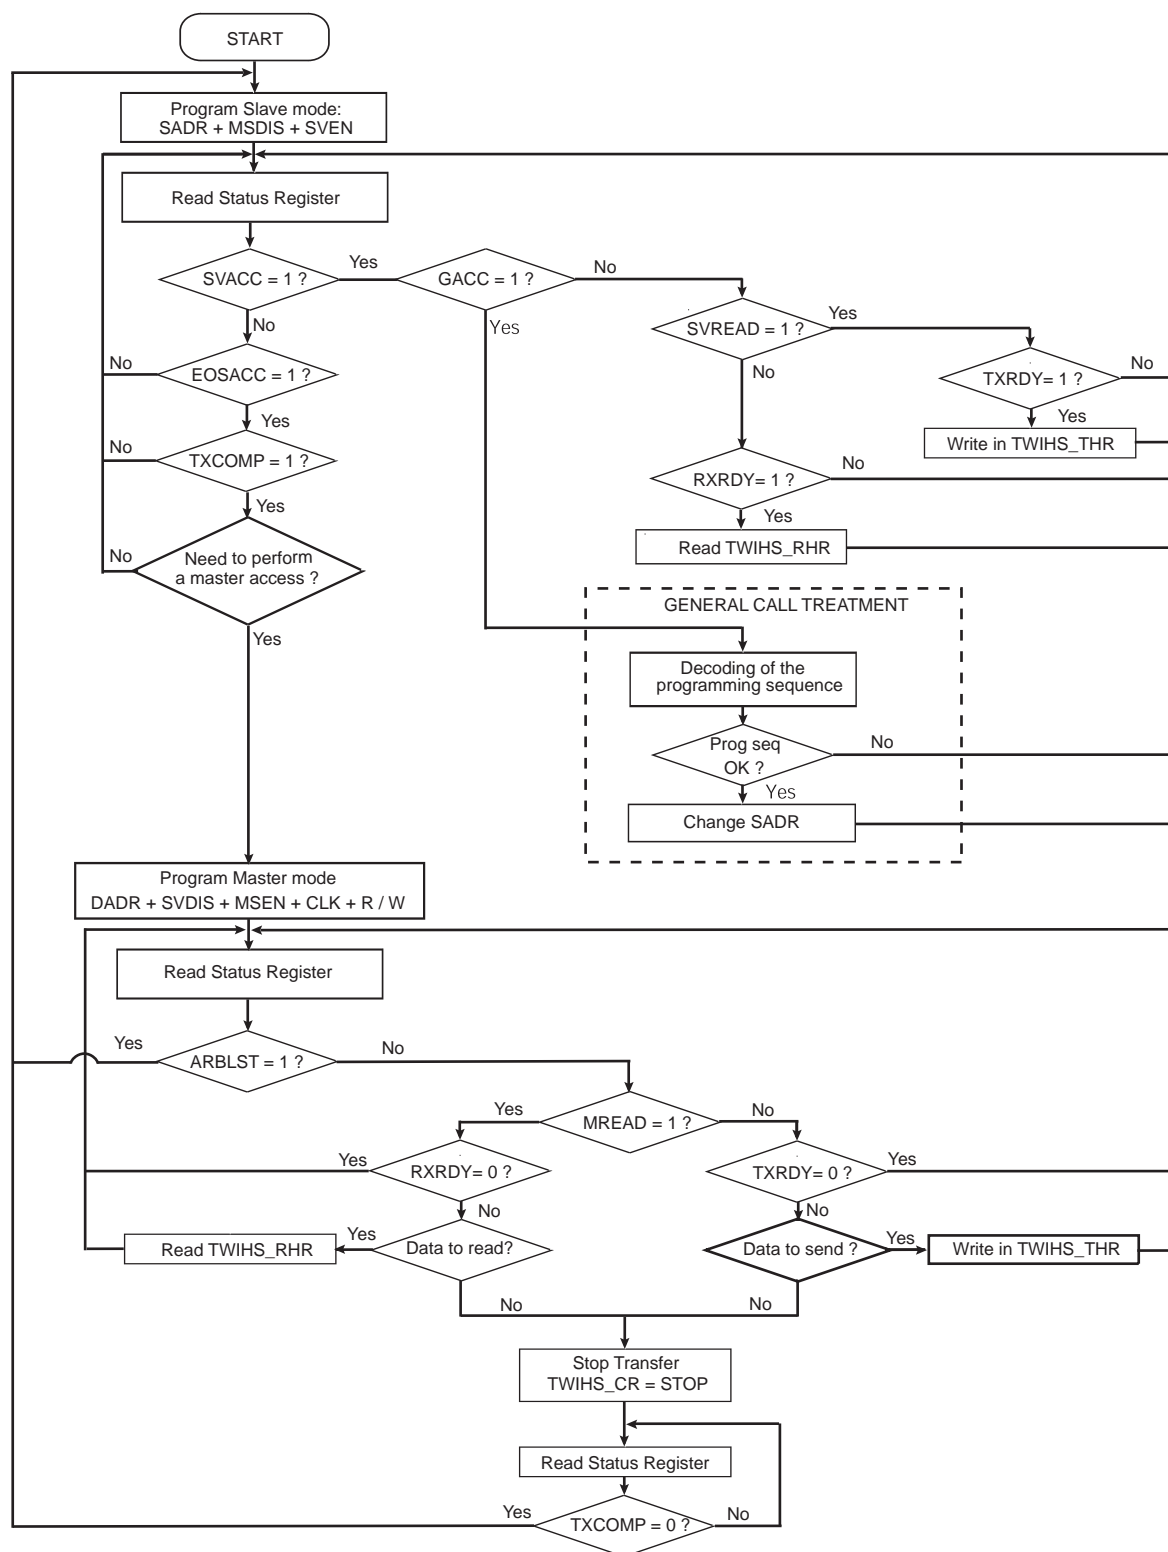 START
Program Slave mode:
SADR + MSDIS + SVEN
Read Status Register
SVACC = 1 ?
Yes
GACC = 1 ?
No
SVREAD = 1 ?
Yes
No
Yes
No
EOSACC = 1 ?
No
TXRDY= 1 ?
No
Yes
Yes
Write in TWIHS_THR
No
TXCOMP = 1 ?
RXRDY= 1 ?
No
Yes
Yes
Read TWIHS_RHR
No
Need to perform
a master access ?
Yes
GENERAL CALL TREATMENT
Decoding of the
programming sequence
Prog seq
OK ?
No
Yes
Change SADR
Program Master mode
DADR + SVDIS + MSEN + CLK + R / W
Read Status Register
Yes
ARBLST = 1 ?
No
Yes
MREAD = 1 ?
No
Yes
RXRDY= 0 ?
TXRDY= 0 ?
Yes
No
No
Read TWIHS_RHR
Yes
Data to read?
Data to send ?
Yes
Write in TWIHS_THR
No
No
Stop Transfer
TWIHS_CR = STOP
Read Status Register
Yes
TXCOMP = 0 ?
No